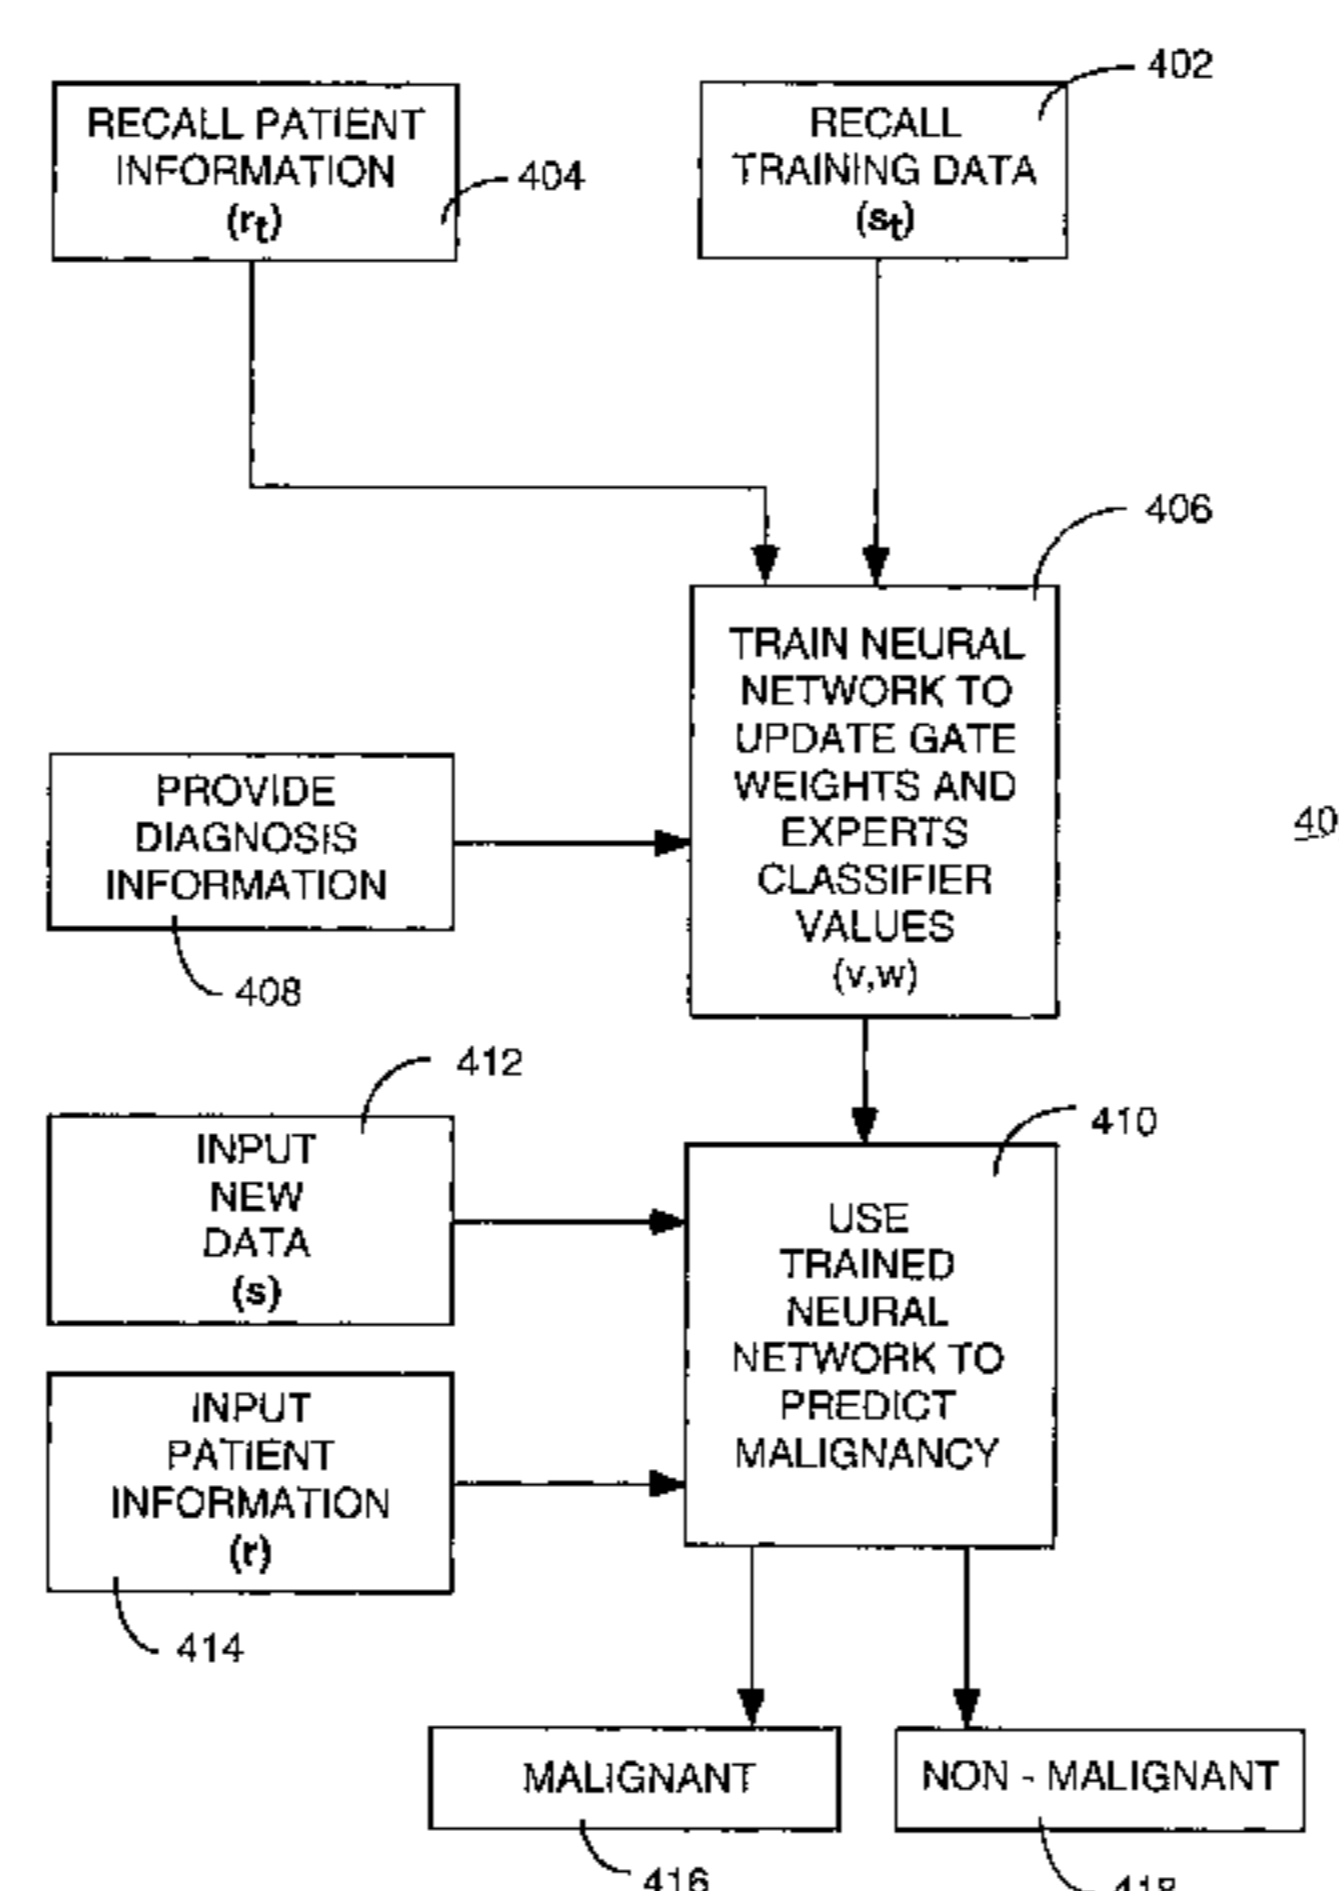 402
RECALL PATIENT
INFORMATION
(rt)
404
RECALL
TRAINING DATA
(st)
406
TRAIN NEURAL
NETWORK TO
UPDATE GATE
WEIGHTS AND
EXPERTS
CLASSIFIER
VALUES
(v,w)
PROVIDE
DIAGNOSIS
INFORMATION
408
40
412
INPUT
NEW
DATA
(s)
410
USE
TRAINED
NEURAL
NETWORK TO
PREDICT
MALIGNANCY
INPUT
PATIENT
INFORMATION
(r)
414
MALIGNANT
NON - MALIGNANT
416
418